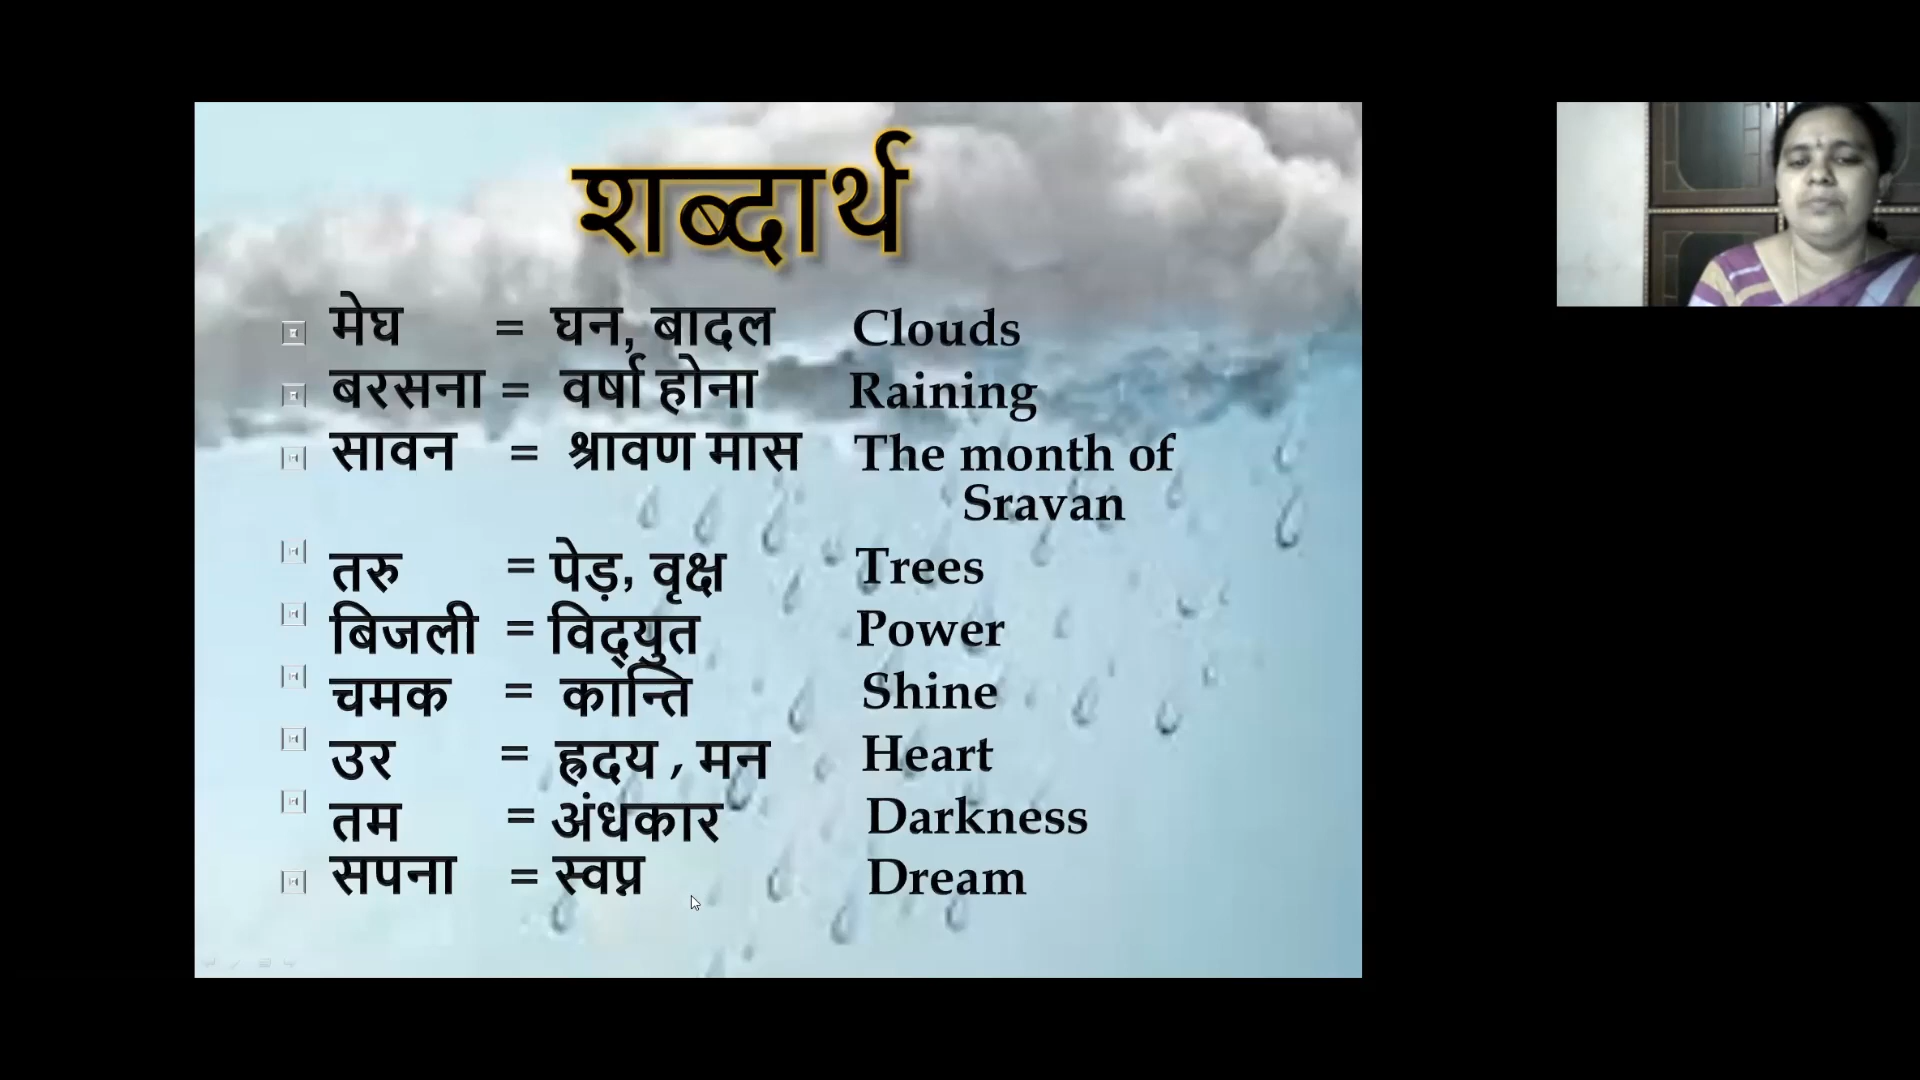 शब्दार्थ
मेघ = घन, बादल Clouds
बरसना = वर्षा होना Raining
सावन = श्रावण मास The month of
Sravan
तरु = पेड़, वृक्ष Trees
बिजली = विद्‌युत Power
चमक = कांन्ति Shine
उर = ह्रदय , मन Heart
तम = अंधकार Darkness
सपना = स्वप्न Dream